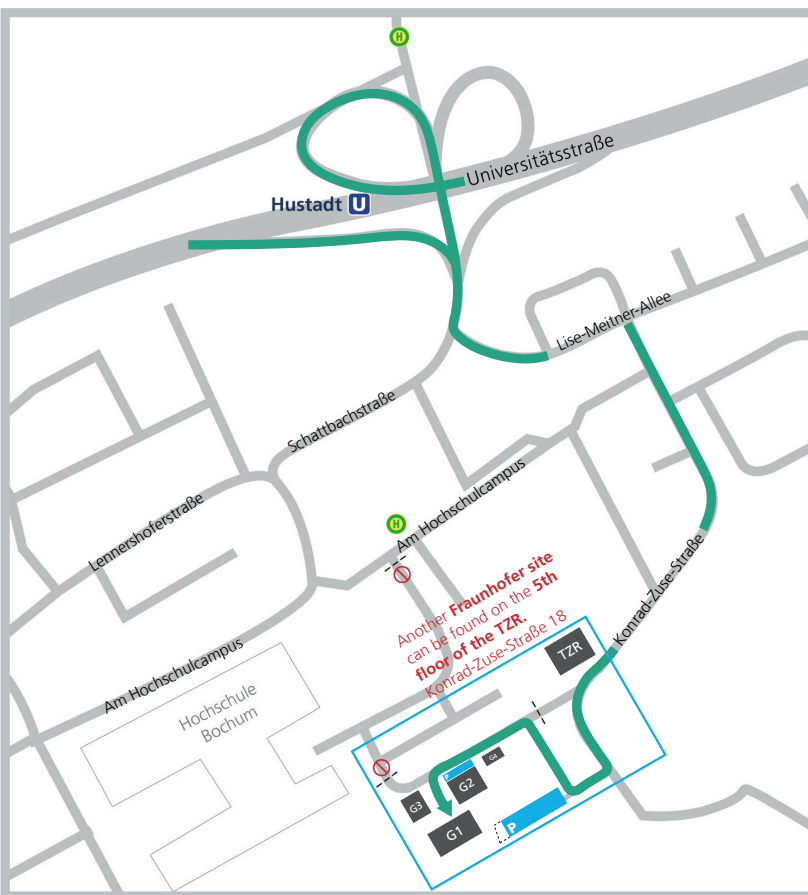 H
Universitätsstraße
Hustadt U
Lise-Meitner-Allee
Schattbachstraße
Am Hochschulcampus
Lennershoferstraße
H
Konrad-Zuse-Straße
Another Fraunhofer site
can be found on the 5th
floor of the TZR.
Konrad-Zuse-Straße 18
TZR
Am Hochschulcampus
Hochschule
Bochum
G4
P
G2
G3
G1
P